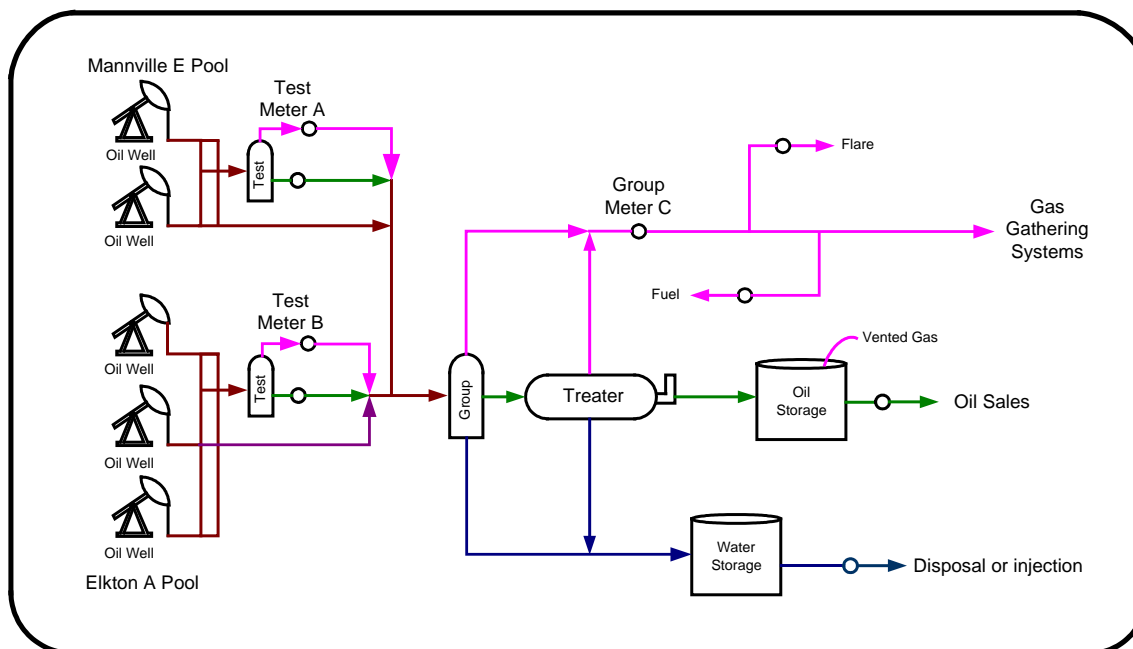 Mannville E Pool
Oil Well
Oil Well
Test
Meter A
Test
Test
Meter B
Test
Oil Well
Oil Well
Oil Well
Elkton A Pool
Group
Treater
Group
Meter C
Flare
Fuel
Gas
Gathering
Systems
Vented Gas
Oil
Storage
Oil Sales
Water
Storage
Disposal or injection